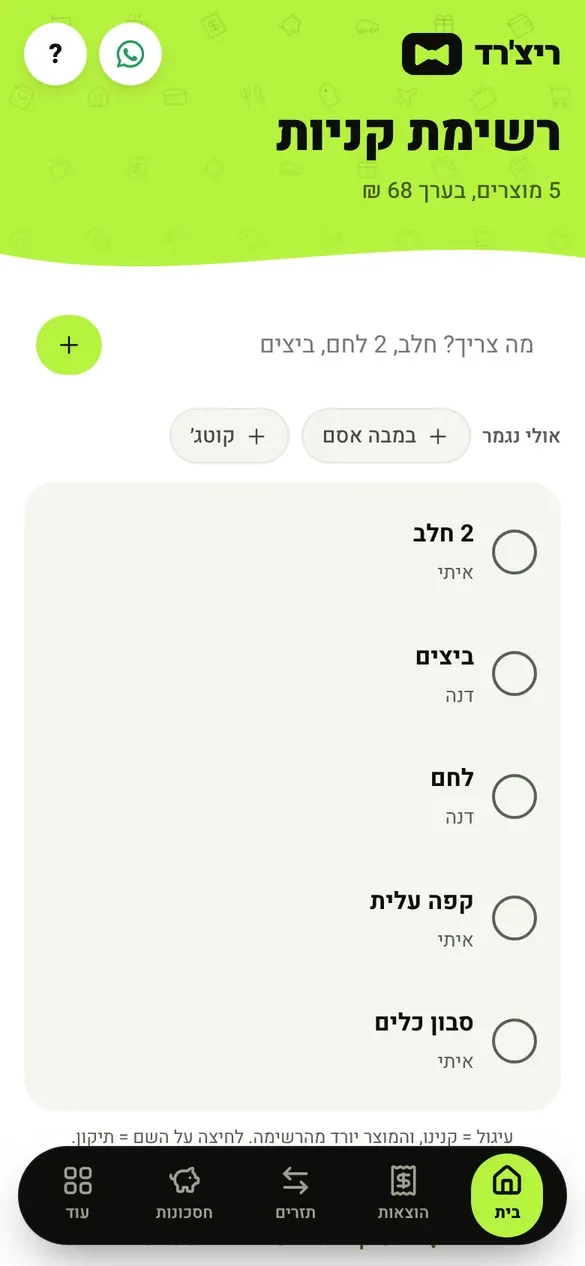 ריצ'רד
?
רשימת קניות
5 מוצרים, בערך 68 ₪
מה צריך? חלב, 2 לחם, ביצים
+
אולי נגמר
+ במבה אסם
+ קוטג'
2 חלב
איתי
ביצים
דנה
לחם
דנה
קפה עלית
איתי
סבון כלים
איתי
עיגול = קנינו, והמוצר יורד מהרשימה. לחיצה על השם = תיקון.
בית
הוצאות
תזרים
חסכונות
עוד